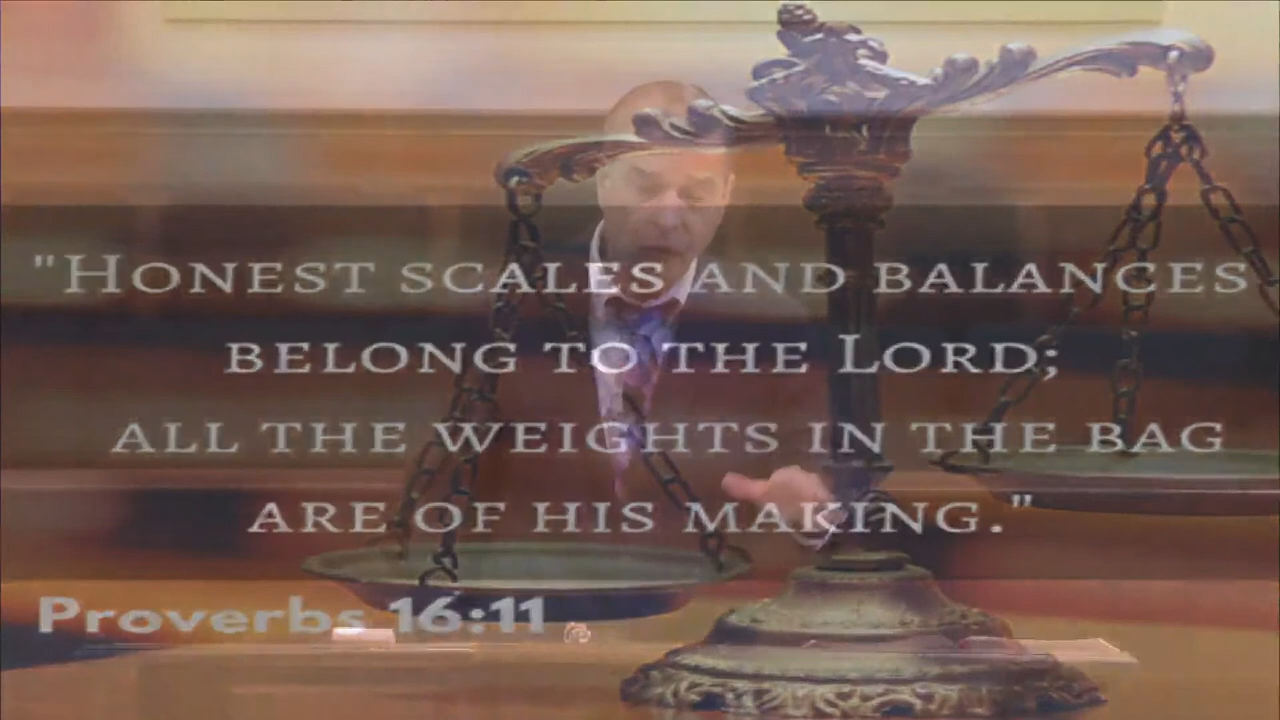 "Honest scales and balances
belong to the Lord;
all the weights in the bag
are of his making."
Proverbs 16:11